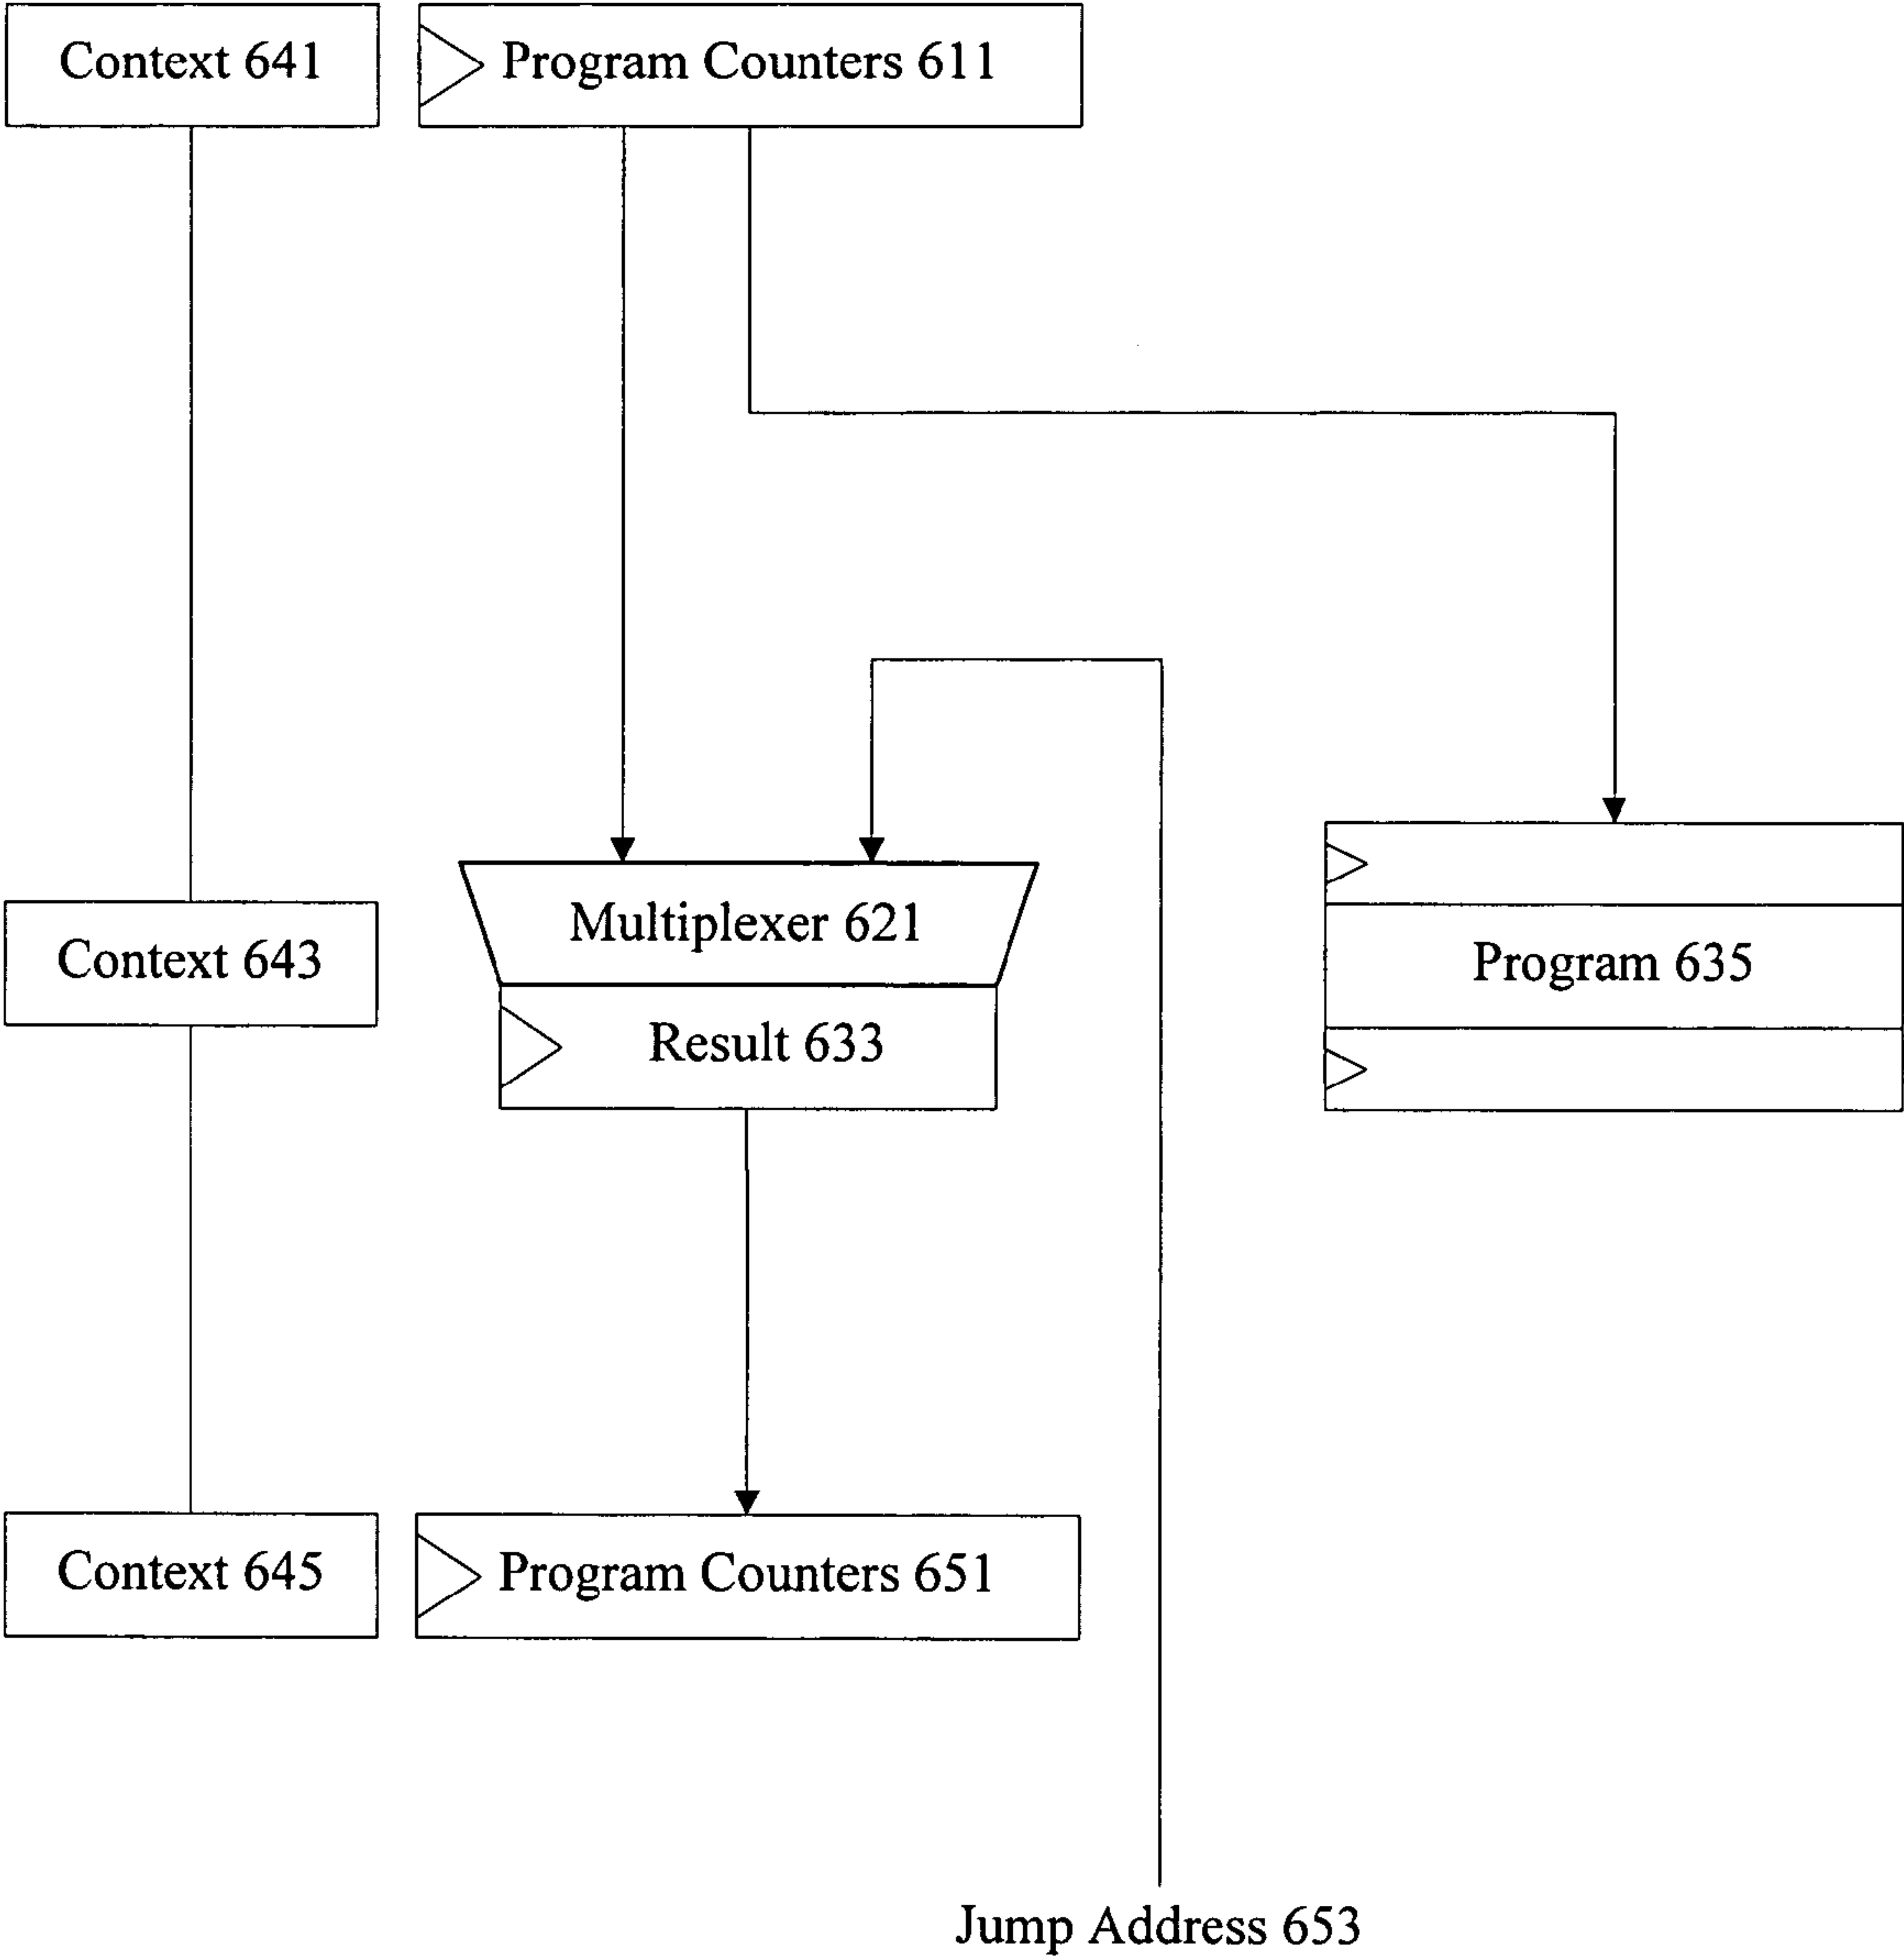 Context 641
Program Counters 611
Multiplexer 621
Context 643
Program 635
Result 633
Context 645
Program Counters 651
Jump Address 653